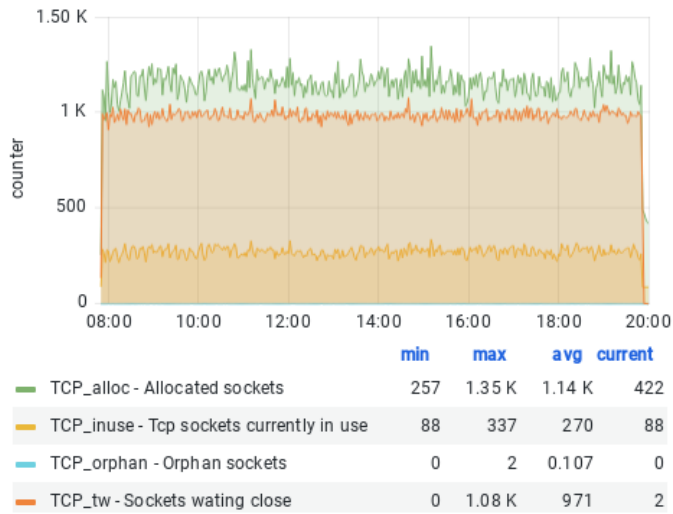 1.50 K
1 K
500
0
counter
08:00 10:00 12:00 14:00 16:00 18:00 20:00
min max avg current
TCP_alloc - Allocated sockets 257 1.35 K 1.14 K 422
TCP_inuse - Tcp sockets currently in use 88 337 270 88
TCP_orphan - Orphan sockets 0 2 0.107 0
TCP_tw - Sockets wating close 0 1.08 K 971 2